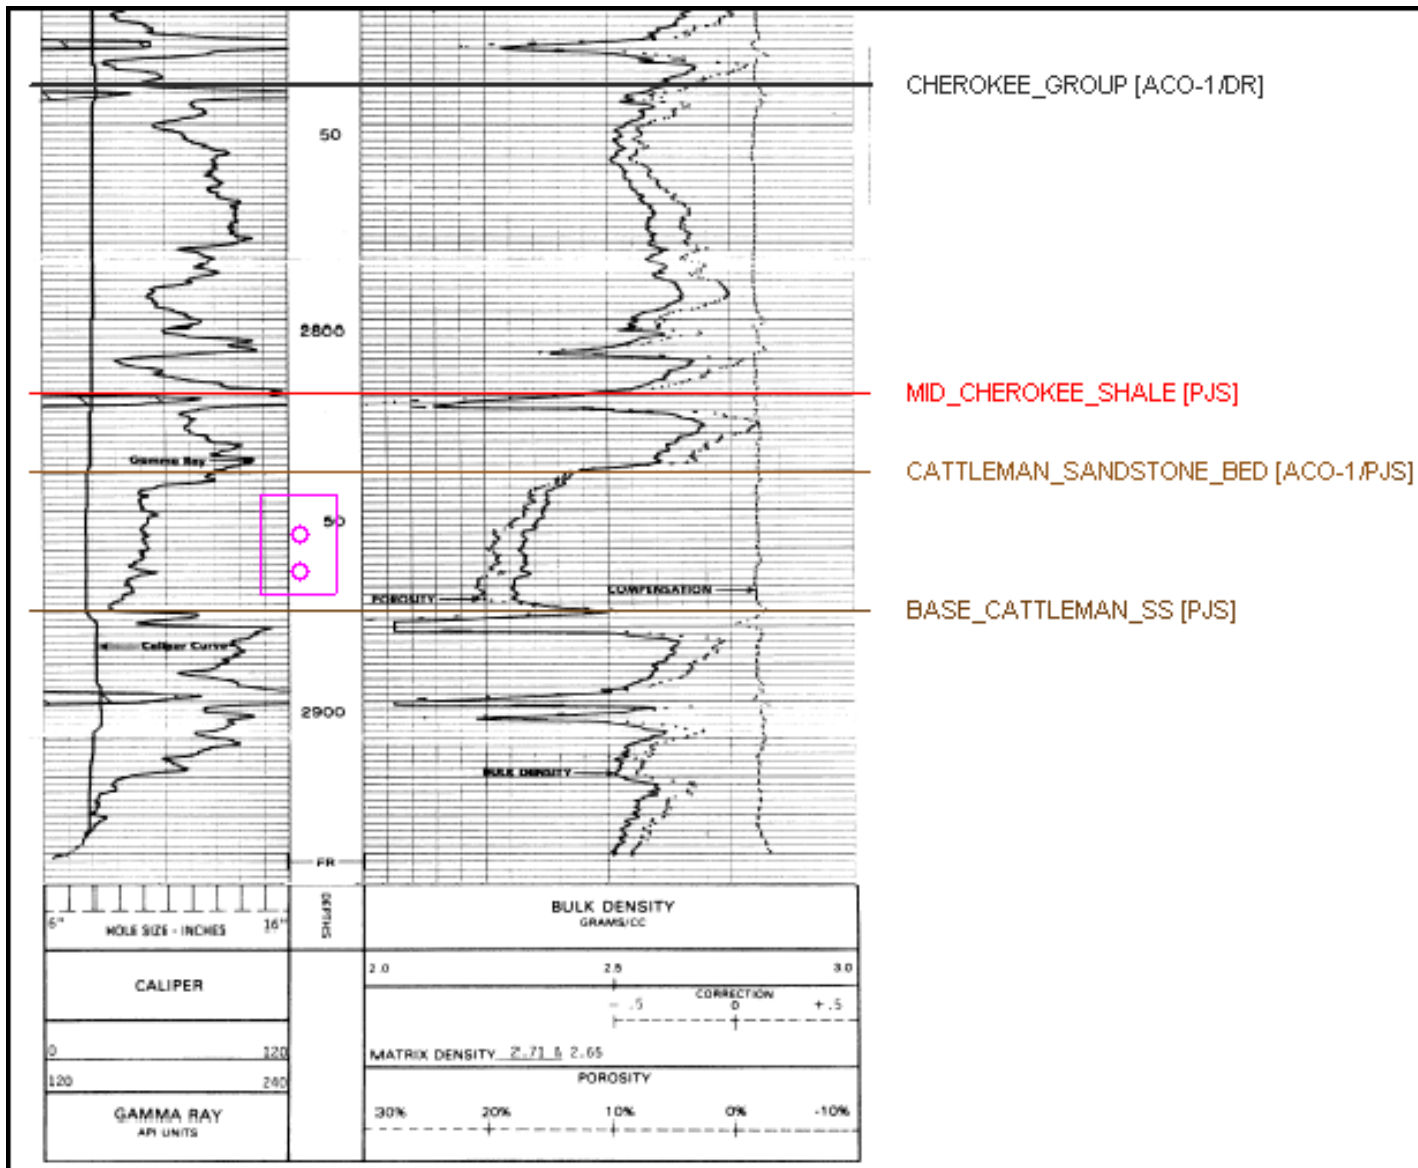 CHEROKEE_GROUP [ACO-1/DR]
50
2800
MID_CHEROKEE_SHALE [PJS]
Gamma Ray
CATTLEMAN_SANDSTONE_BED [ACO-1/PJS]
50
POROSITY
COMPENSATION
BASE_CATTLEMAN_SS [PJS]
Caliper Curve
2900
BULK DENSITY
FR
6"
HOLE SIZE - INCHES
16"
DEPTHS
BULK DENSITY
GRAMS/CC
CALIPER
2.0
2.5
3.0
CORRECTION
- .5
0
+ .5
0
120
MATRIX DENSITY 2.71 & 2.65
120
240
POROSITY
GAMMA RAY
API UNITS
30%
20%
10%
0%
-10%